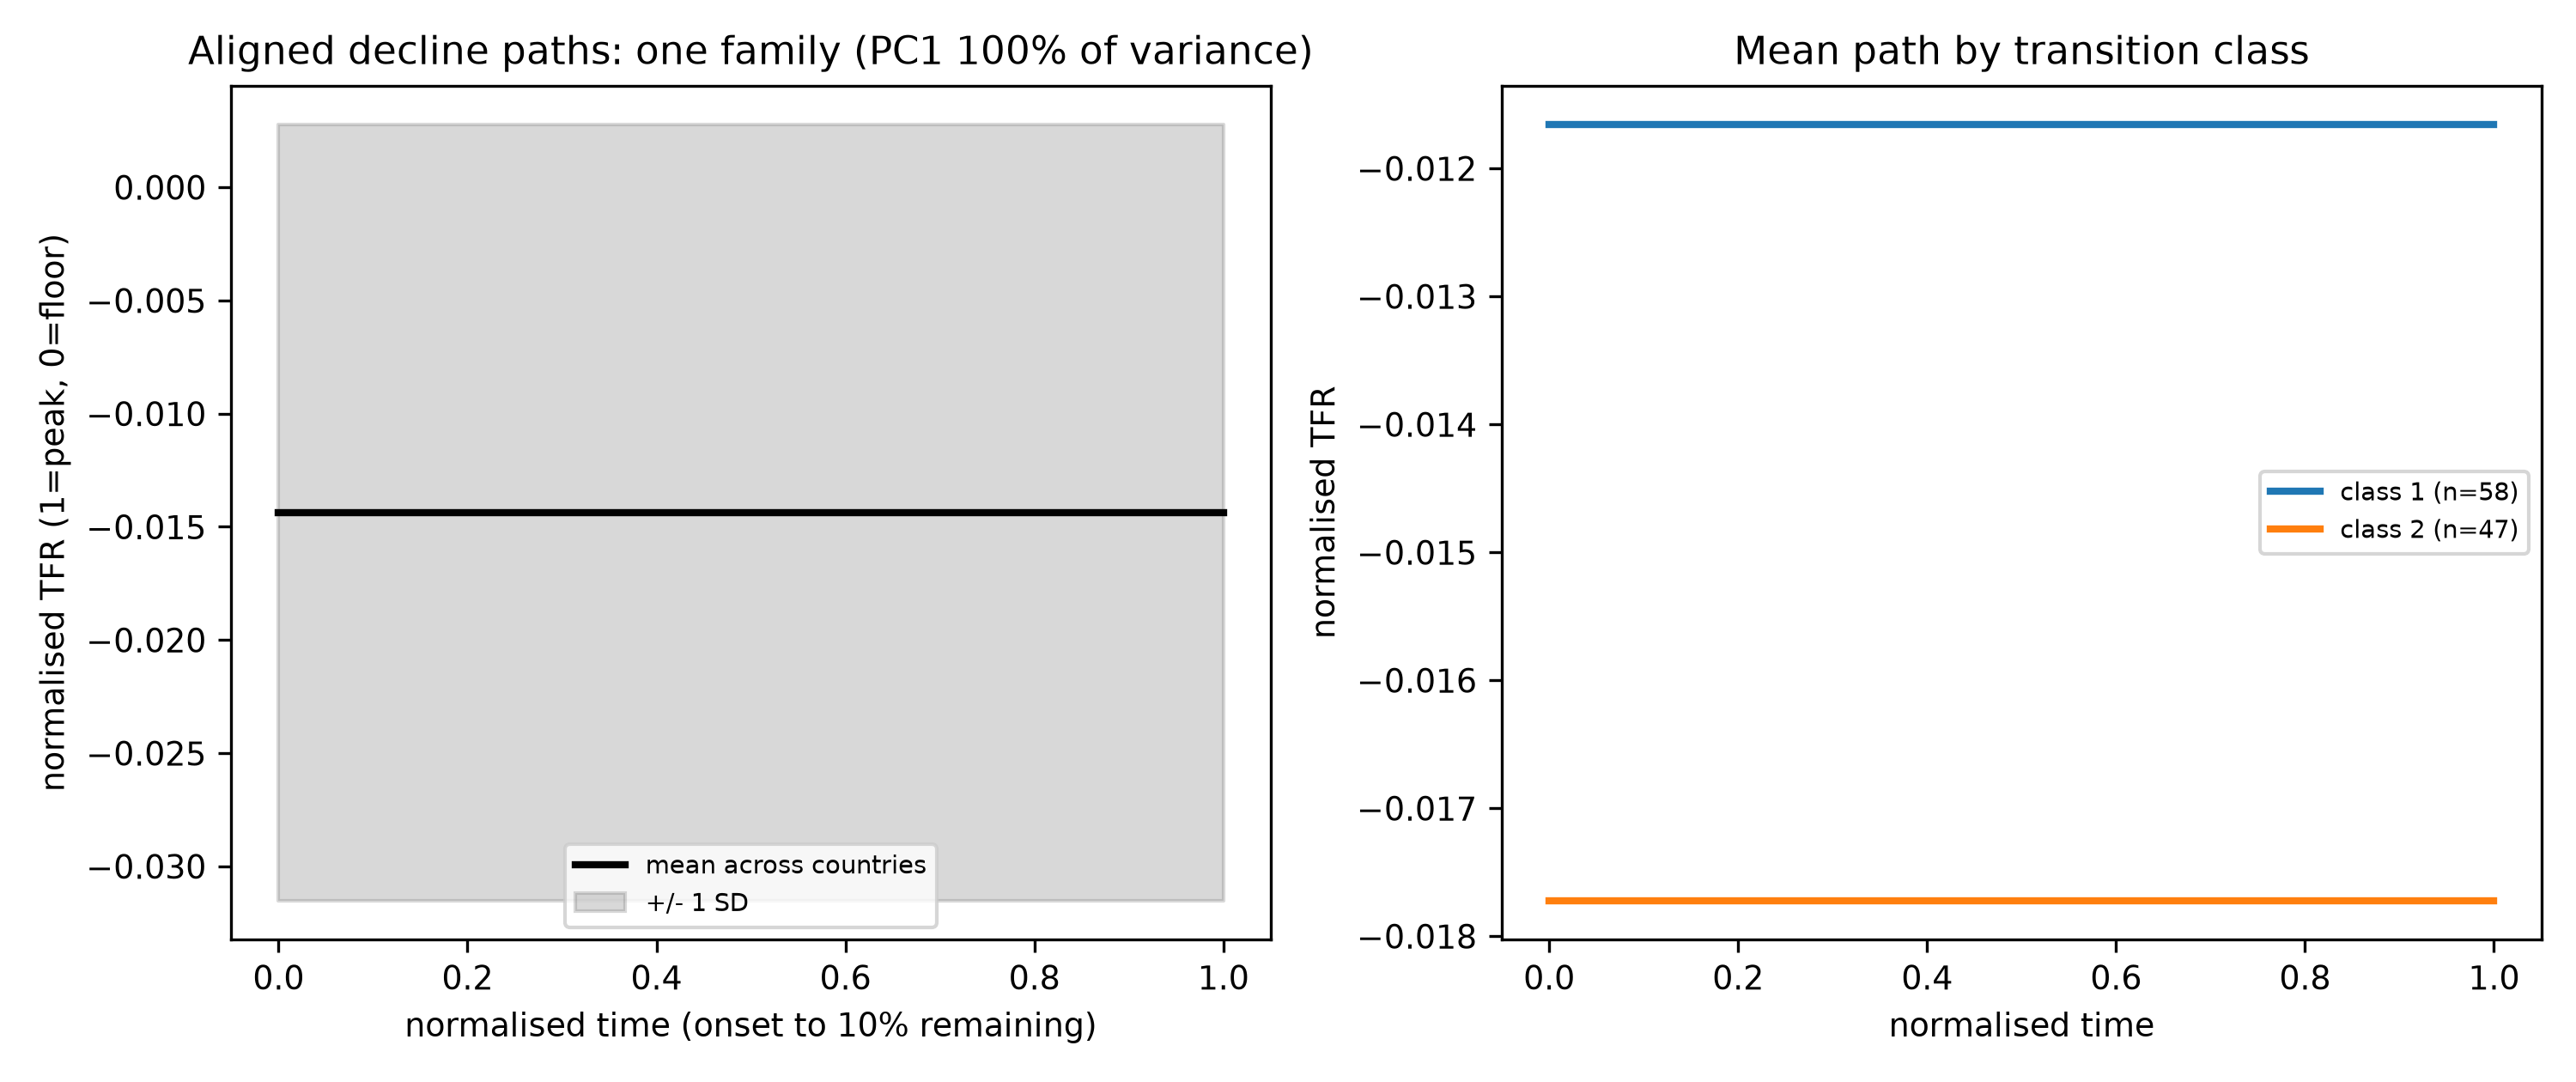 Aligned decline paths: one family (PC1 100% of variance)
normalised TFR (1=peak, 0=floor)
0.000
−0.005
−0.010
−0.015
−0.020
−0.025
−0.030
mean across countries
+/- 1 SD
0.0 0.2 0.4 0.6 0.8 1.0
normalised time (onset to 10% remaining)
Mean path by transition class
normalised TFR
−0.012
−0.013
−0.014
−0.015
−0.016
−0.017
−0.018
class 1 (n=58)
class 2 (n=47)
0.0 0.2 0.4 0.6 0.8 1.0
normalised time